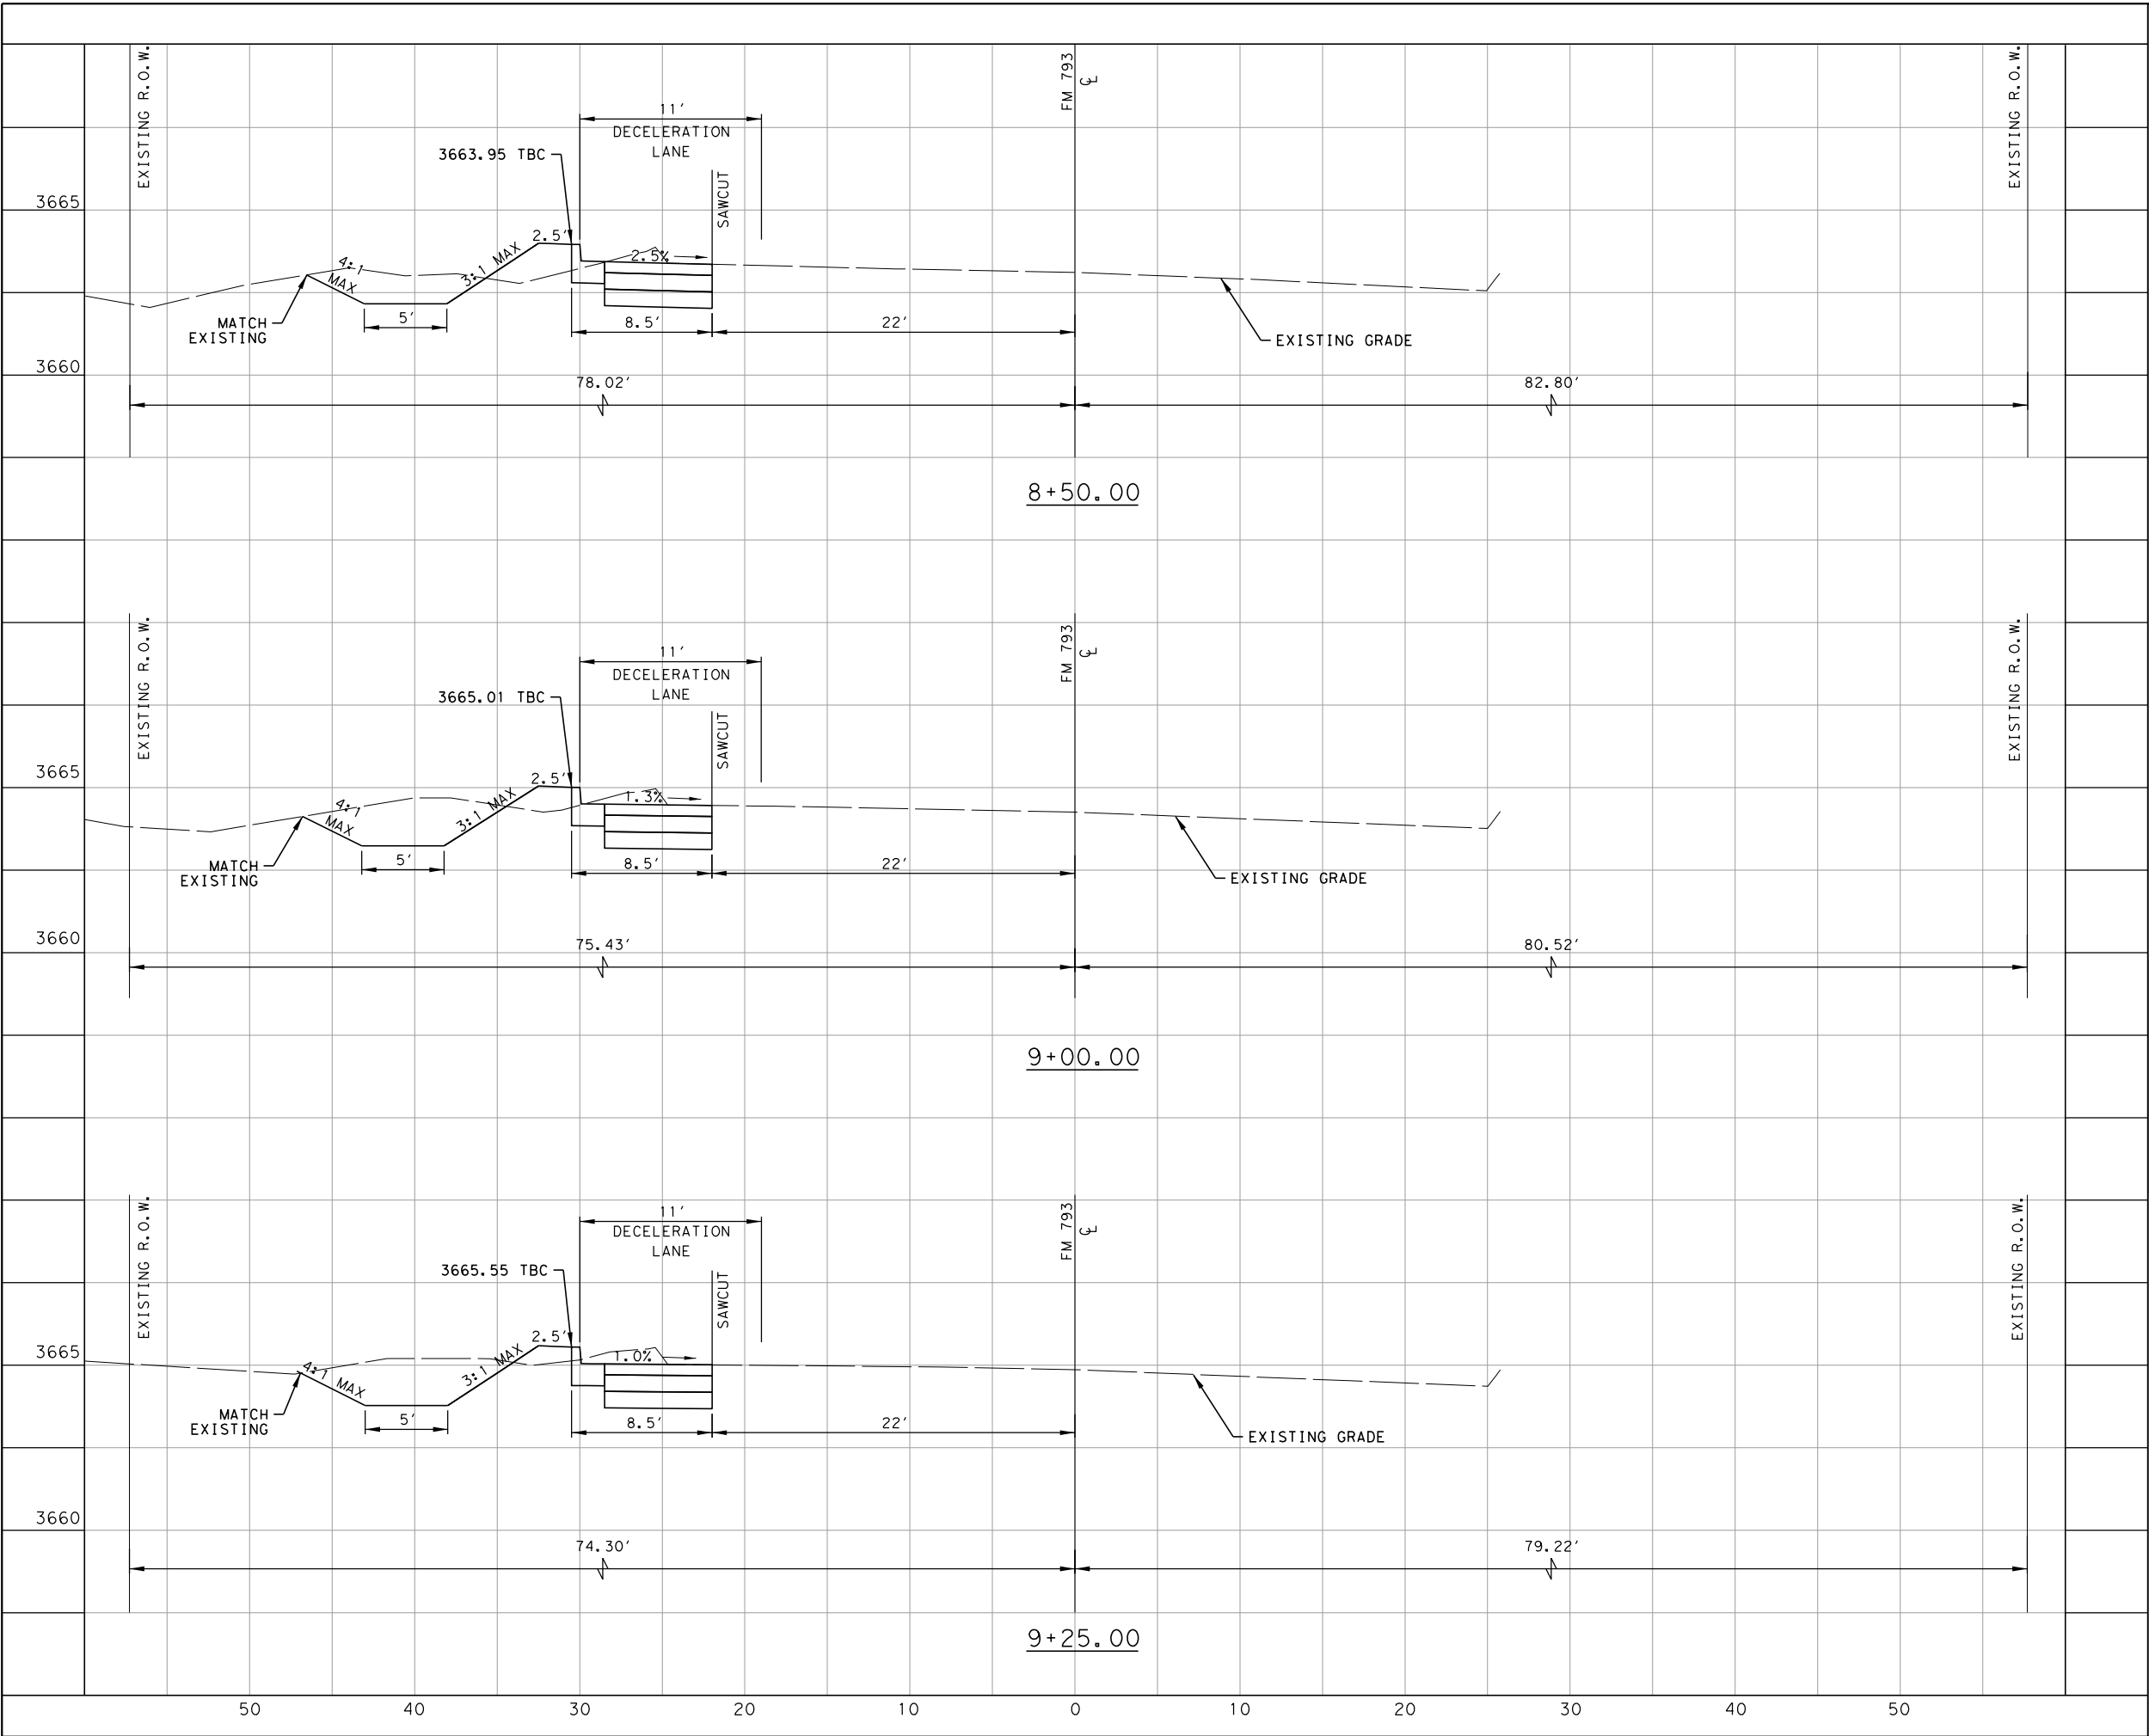 EXISTING R.O.W.
FM 793
CL
EXISTING R.O.W.
11'
DECELERATION
LANE
3663.95 TBC
SAWCUT
3665
2.5'
4:1
MAX
3:1 MAX
2.5%
MATCH
EXISTING
5'
8.5'
22'
EXISTING GRADE
3660
78.02'
82.80'
8+50.00
EXISTING R.O.W.
FM 793
CL
EXISTING R.O.W.
11'
DECELERATION
LANE
3665.01 TBC
SAWCUT
3665
2.5'
4:1
MAX
3:1 MAX
1.3%
MATCH
EXISTING
5'
8.5'
22'
EXISTING GRADE
3660
75.43'
80.52'
9+00.00
EXISTING R.O.W.
FM 793
CL
EXISTING R.O.W.
11'
DECELERATION
LANE
3665.55 TBC
SAWCUT
3665
2.5'
4:1 MAX
3:1 MAX
1.0%
MATCH
EXISTING
5'
8.5'
22'
EXISTING GRADE
3660
74.30'
79.22'
9+25.00
50 40 30 20 10 0 10 20 30 40 50